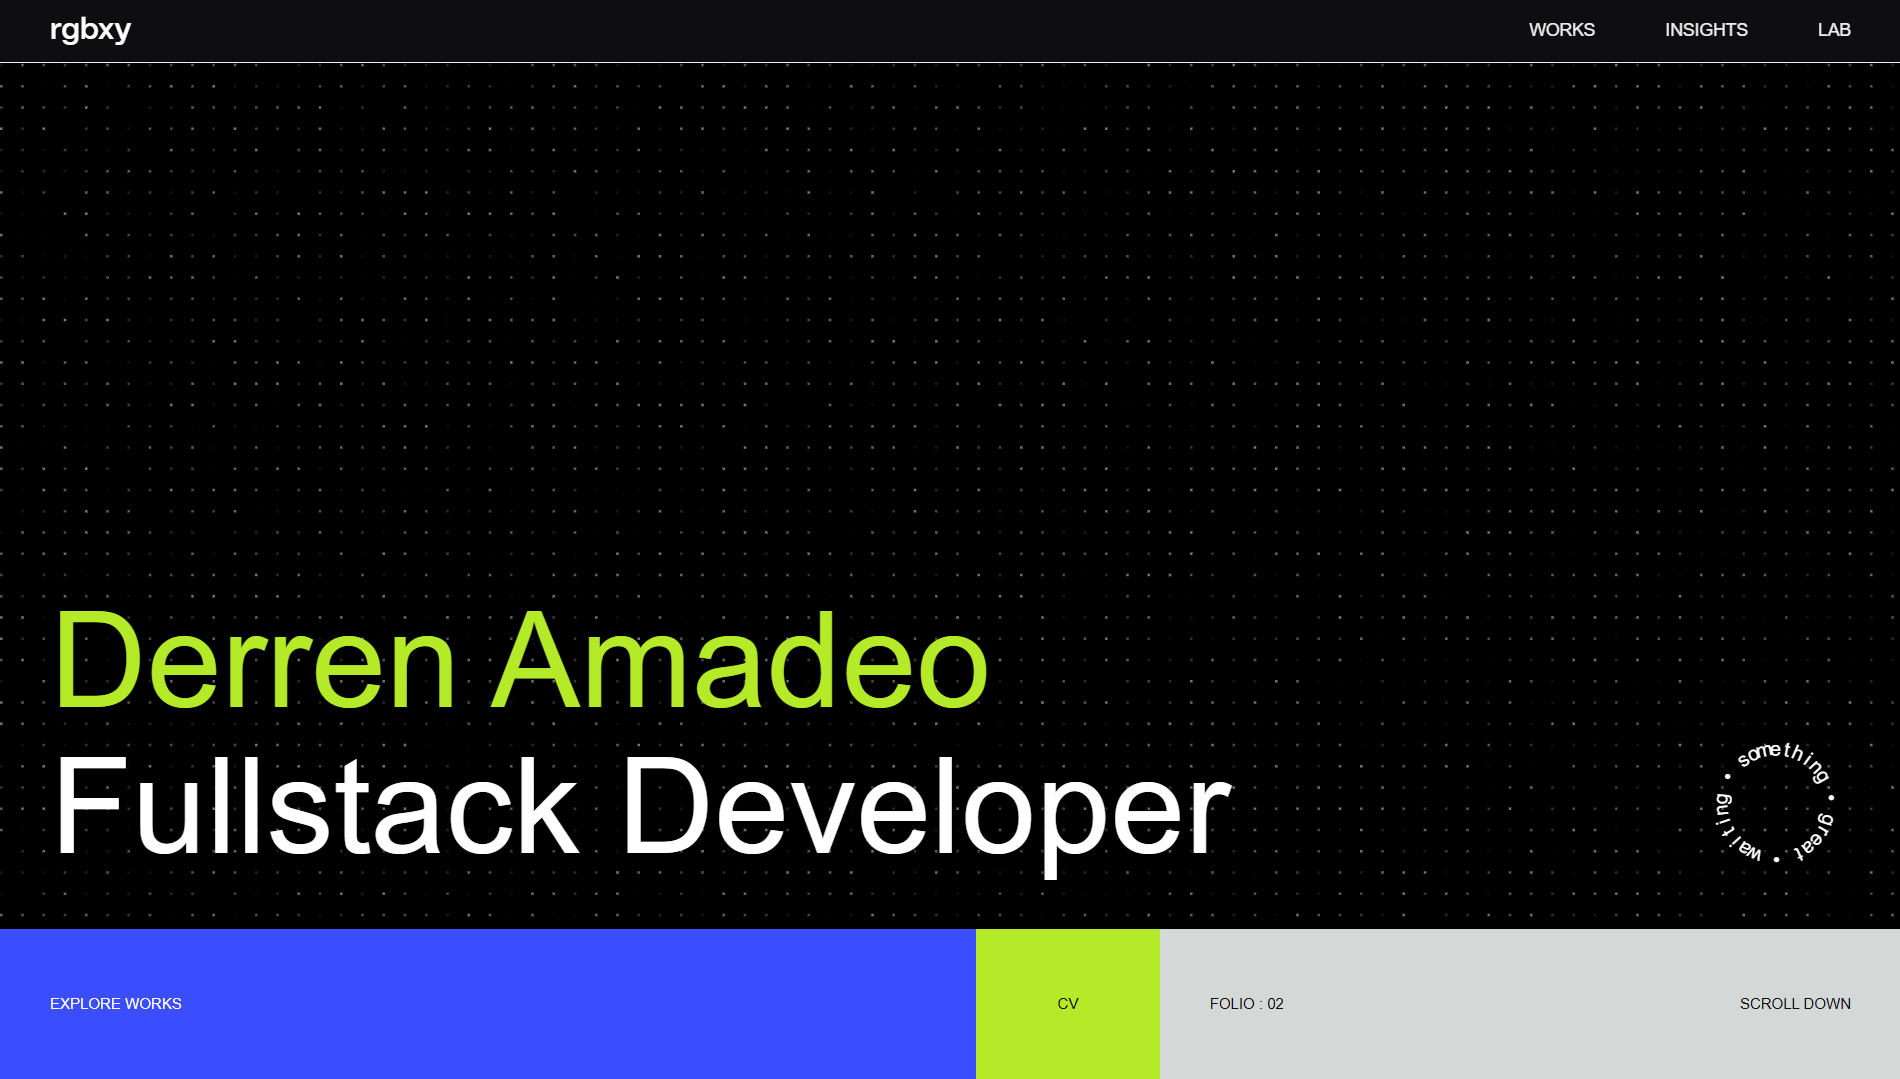 rgbxy
WORKS INSIGHTS LAB
Derren Amadeo
Fullstack Developer
something • great • waiting •
EXPLORE WORKS
CV
FOLIO : 02
SCROLL DOWN